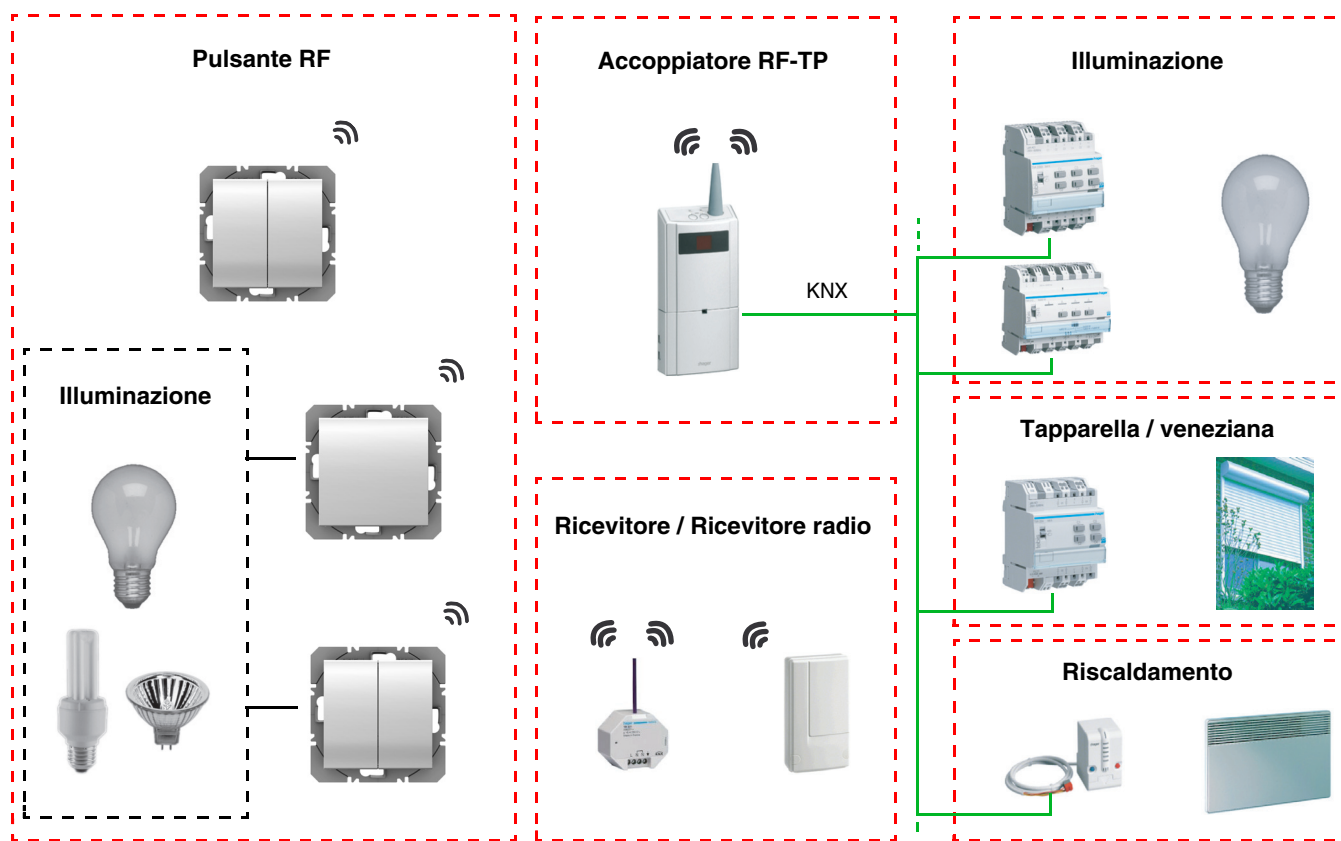 Pulsante RF
Accoppiatore RF-TP
Illuminazione
KNX
Illuminazione
Tapparella / veneziana
Ricevitore / Ricevitore radio
Riscaldamento